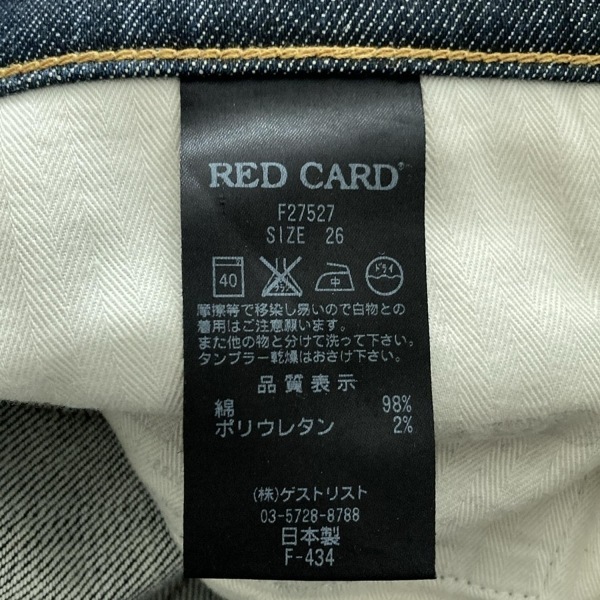 RED CARD®
F27527
SIZE 26
40 中 ドライ
摩擦等で移染し易いので白物との
着用はご注意願います。
また他の物と分けて洗って下さい。
タンブラー乾燥はおさけ下さい。
品質表示
綿 98%
ポリウレタン 2%
(株)ゲストリスト
03-5728-8788
日本製
F-434